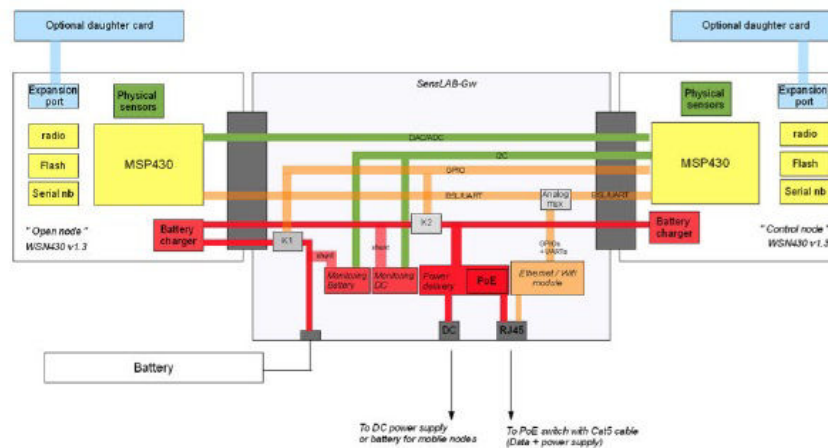 Optional daughter card
Optional daughter card
SensLAB-Gw
Expansion
port
Physical
sensors
Physical
sensors
Expansion
port
radio
Flash
Serial nb
MSP430
DAC/ADC
I2C
GPIO
BSL/UART
Analog
mux
BSL/UART
MSP430
radio
Flash
Serial nb
" Open node "
WSN430 v1.3
Battery
charger
K1
K2
Battery
charger
" Control node "
WSN430 v1.3
shunt
shunt
GPIOs
+ UARTs
Monitoring
Battery
Monitoring
DC
Power
delivery
PoE
Ethernet / Wifi
module
DC
RJ45
Battery
To DC power supply
or battery for mobile nodes
To PoE switch with Cat5 cable
(Data + power supply)